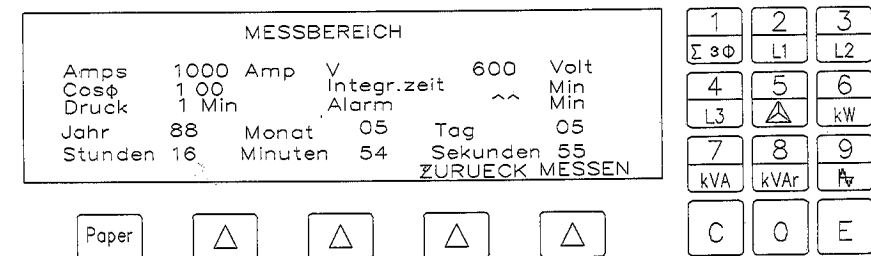 MESSBEREICH
Amps 1000 Amp V 600 Volt
Cosφ 1 00 Integr.zeit Min
Druck 1 Min Alarm ^^ Min
Jahr 88 Monat 05 Tag 05
Stunden 16 Minuten 54 Sekunden 55
ZURUECK MESSEN
Paper
1 2 3
Σ 3Φ L1 L2
4 5 6
L3 kW
7 8 9
kVA kVAr
C O E